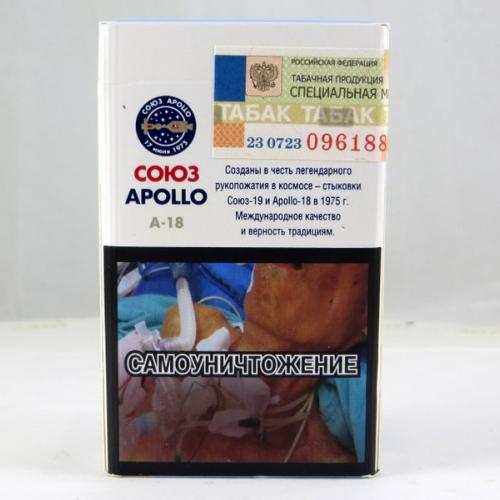 РОССИЙСКАЯ ФЕДЕРАЦИЯ
ТАБАЧНАЯ ПРОДУКЦИЯ
СПЕЦИАЛЬНАЯ М
ТАБАК ТАБАК
23 0723 096188
СОЮЗ APOLLO
17 июля 1975
СОЮЗ
APOLLO
A-18
Созданы в честь легендарного
рукопожатия в космосе – стыковки
Союз-19 и Apollo-18 в 1975 г.
Международное качество
и верность традициям.
САМОУНИЧТОЖЕНИЕ